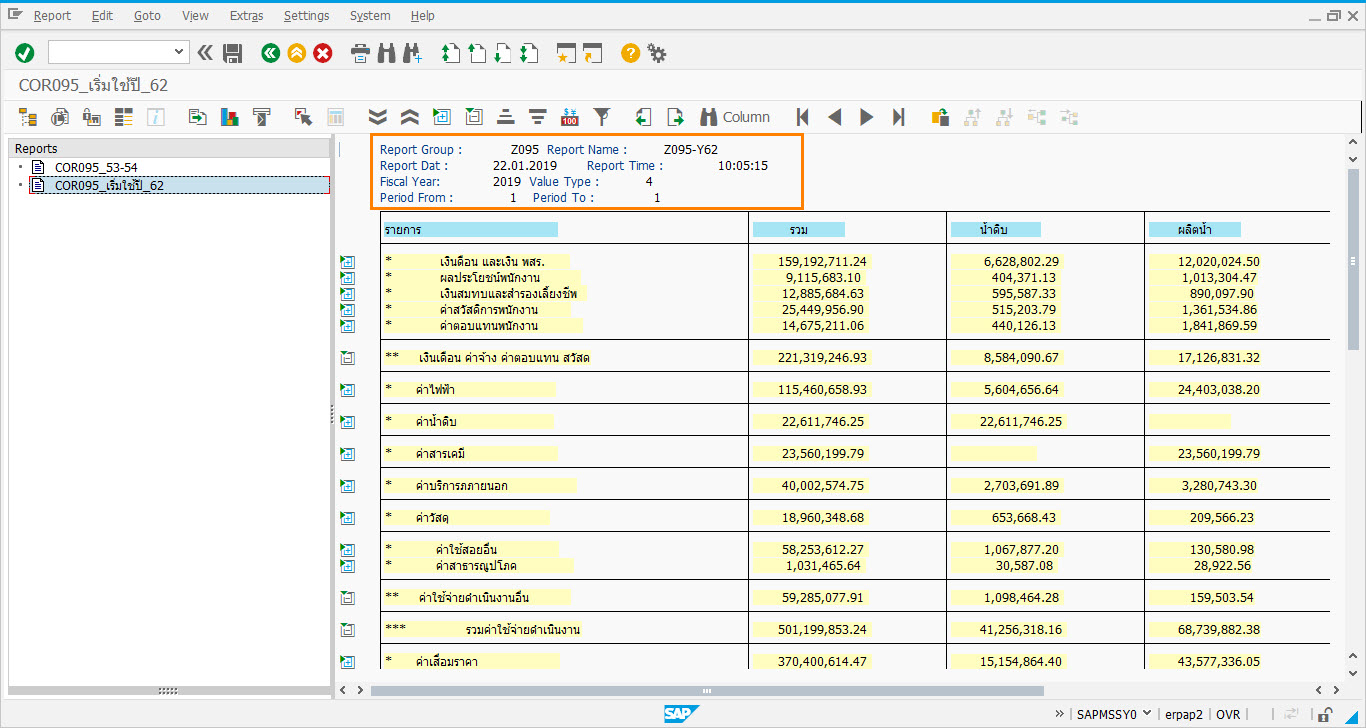 Report Edit Goto View Extras Settings System Help
COR095_เริ่มใช้ปี_62
Column
Reports
COR095_53-54
COR095_เริ่มใช้ปี_62
Report Group : Z095 Report Name : Z095-Y62
Report Dat : 22.01.2019 Report Time : 10:05:15
Fiscal Year: 2019 Value Type : 4
Period From : 1 Period To : 1
รายการ รวม น้ำดิบ ผลิตน้ำ
* เงินดือน และเงิน พสร. 159,192,711.24 6,628,802.29 12,020,024.50
* ผลประโยชน์พนักงาน 9,115,683.10 404,371.13 1,013,304.47
* เงินสมทบและสำรองเลี้ยงชีพ 12,885,684.63 595,587.33 890,097.90
* ค่าสวัสดิการพนักงาน 25,449,956.90 515,203.79 1,361,534.86
* ค่าตอบแทนพนักงาน 14,675,211.06 440,126.13 1,841,869.59
** เงินเดือน ค่าจ้าง ค่าตอบแทน สวัสด 221,319,246.93 8,584,090.67 17,126,831.32
* ค่าไฟฟ้า 115,460,658.93 5,604,656.64 24,403,038.20
* ค่าน้ำดิบ 22,611,746.25 22,611,746.25
* ค่าสารเคมี 23,560,199.79 23,560,199.79
* ค่าบริการภภายนอก 40,002,574.75 2,703,691.89 3,280,743.30
* ค่าวัสดุ 18,960,348.68 653,668.43 209,566.23
* ค่าใช้สอยอื่น 58,253,612.27 1,067,877.20 130,580.98
* ค่าสาธารณูปโภค 1,031,465.64 30,587.08 28,922.56
** ค่าใช้จ่ายดำเนินงานอื่น 59,285,077.91 1,098,464.28 159,503.54
*** รวมค่าใช้จ่ายดำเนินงาน 501,199,853.24 41,256,318.16 68,739,882.38
* ค่าเสื่อมราคา 370,400,614.47 15,154,864.40 43,577,336.05
SAP
SAPMSSY0 erpap2 OVR